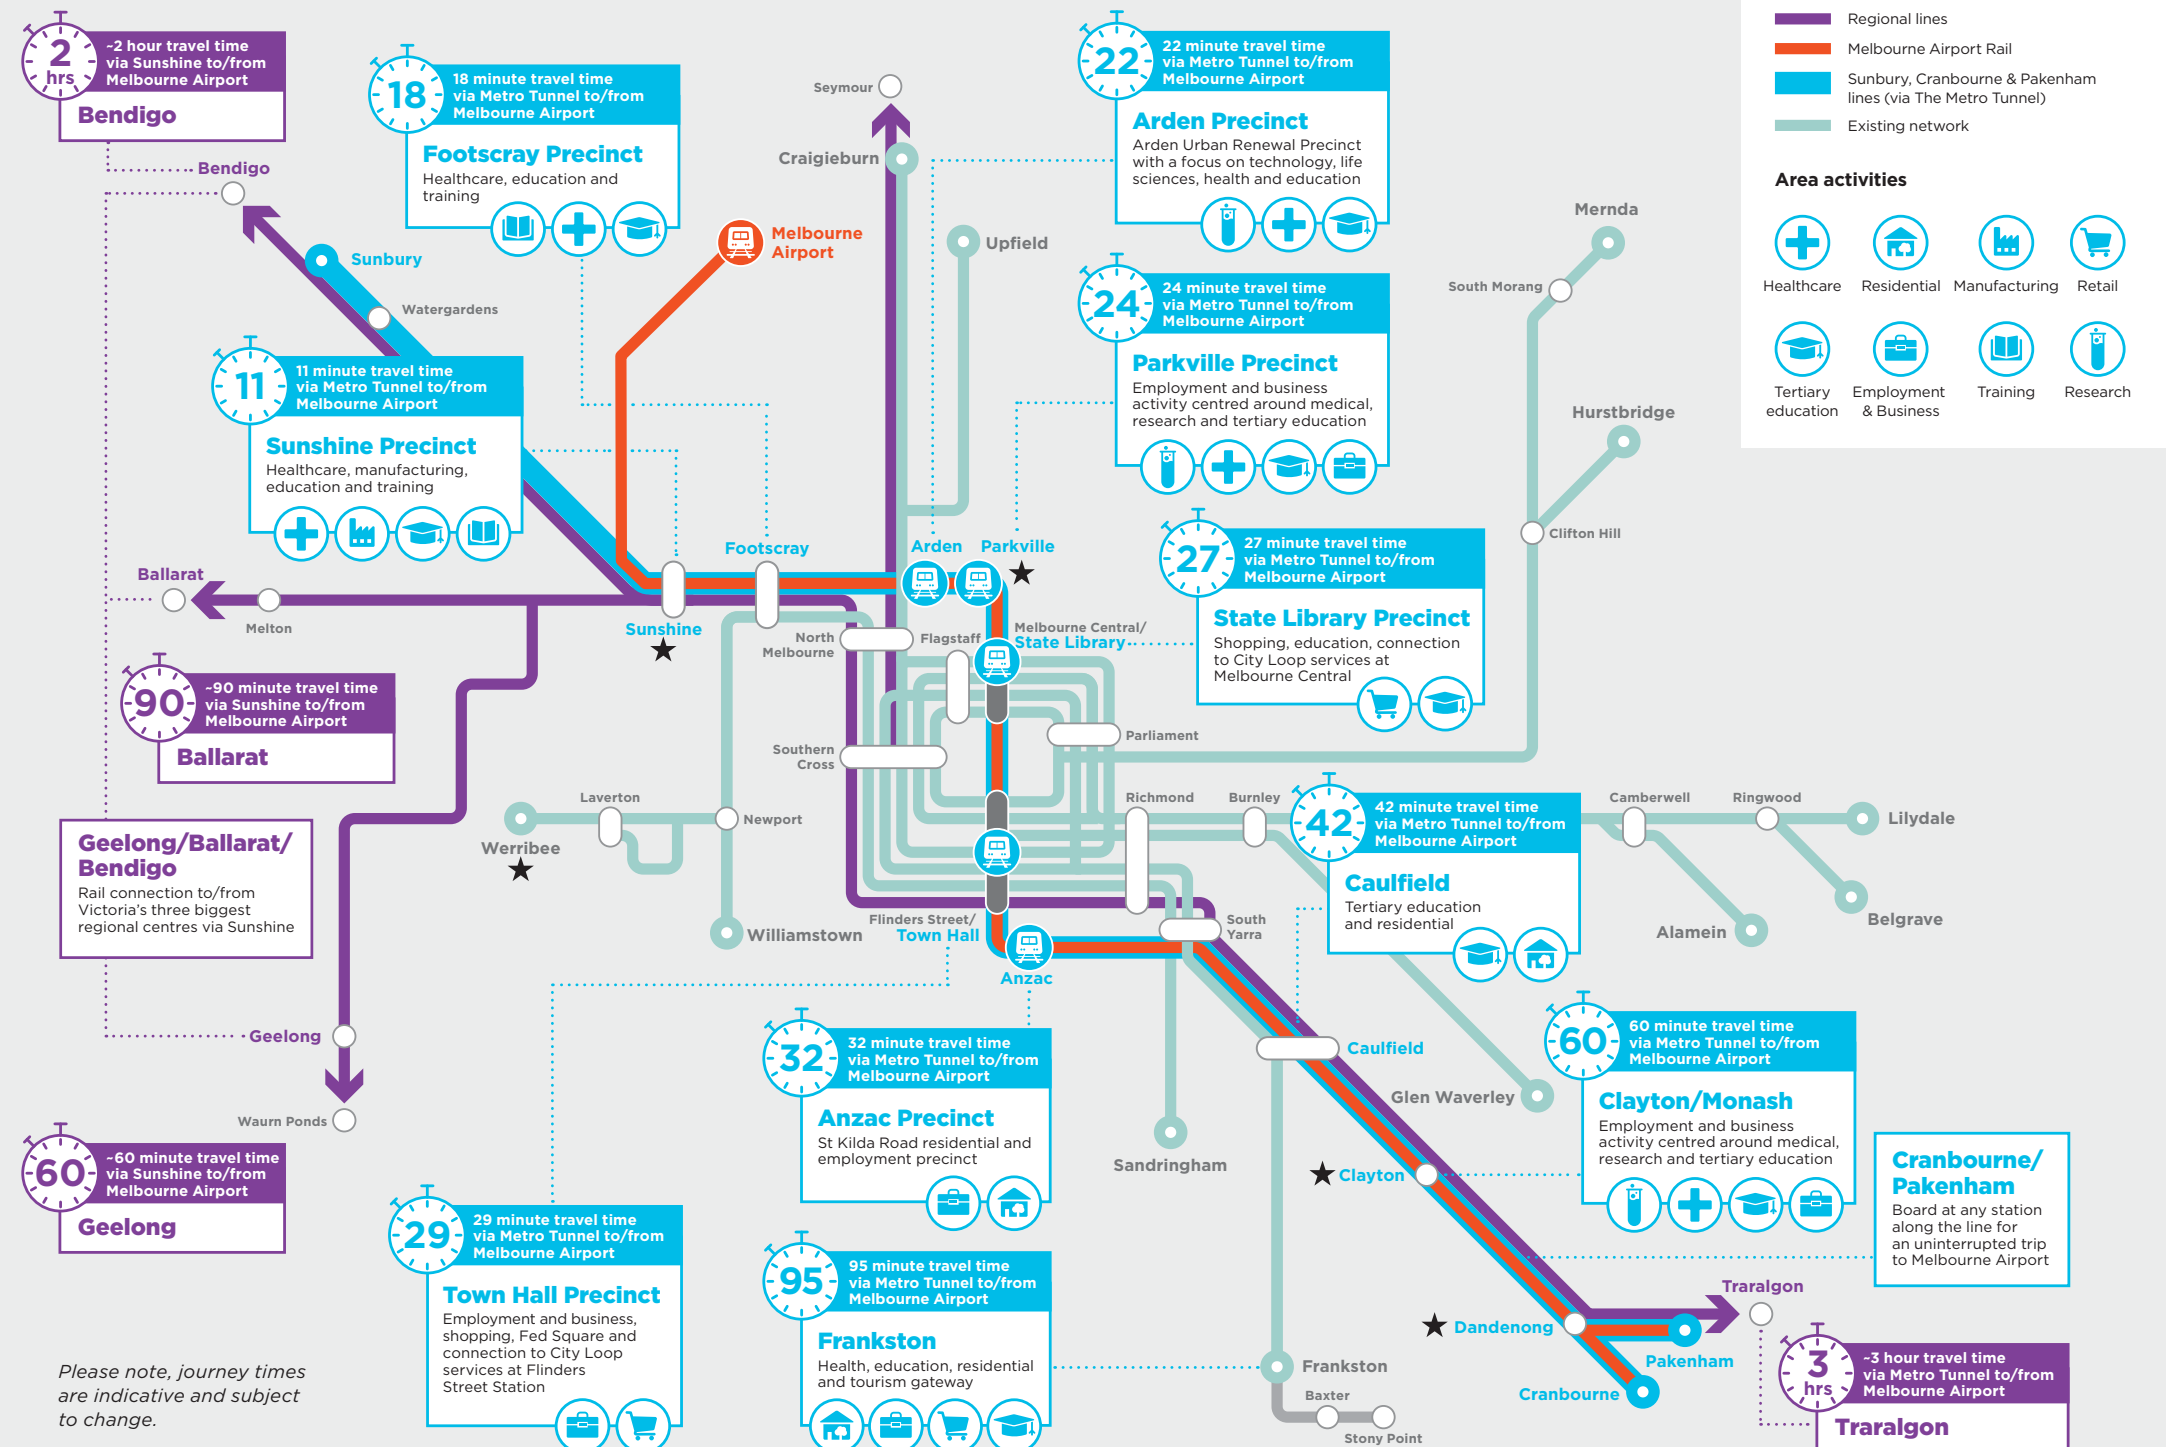 2
hrs
~2 hour travel time
via Sunshine to/from
Melbourne Airport
Bendigo
18
18 minute travel time
via Metro Tunnel to/from
Melbourne Airport
Footscray Precinct
Healthcare, education and
training
22
22 minute travel time
via Metro Tunnel to/from
Melbourne Airport
Arden Precinct
Arden Urban Renewal Precinct
with a focus on technology, life
sciences, health and education
Regional lines
Melbourne Airport Rail
Sunbury, Cranbourne & Pakenham
lines (via The Metro Tunnel)
Existing network
Area activities
Healthcare
Residential
Manufacturing
Retail
Tertiary
education
Employment
& Business
Training
Research
Seymour
Craigieburn
Bendigo
Melbourne
Airport
Upfield
Sunbury
Watergardens
Mernda
South Morang
24
24 minute travel time
via Metro Tunnel to/from
Melbourne Airport
Parkville Precinct
Employment and business
activity centred around medical,
research and tertiary education
11
11 minute travel time
via Metro Tunnel to/from
Melbourne Airport
Sunshine Precinct
Healthcare, manufacturing,
education and training
Hurstbridge
Clifton Hill
27
27 minute travel time
via Metro Tunnel to/from
Melbourne Airport
State Library Precinct
Shopping, education, connection
to City Loop services at
Melbourne Central
Footscray
Arden
Parkville
Ballarat
Melton
Sunshine
North
Melbourne
Flagstaff
Melbourne Central/
State Library
90
~90 minute travel time
via Sunshine to/from
Melbourne Airport
Ballarat
Southern
Cross
Parliament
Laverton
Newport
Werribee
Williamstown
Richmond
Burnley
42
42 minute travel time
via Metro Tunnel to/from
Melbourne Airport
Caulfield
Tertiary education
and residential
Camberwell
Ringwood
Lilydale
Belgrave
Alamein
Geelong/Ballarat/
Bendigo
Rail connection to/from
Victoria's three biggest
regional centres via Sunshine
Flinders Street/
Town Hall
South
Yarra
Anzac
Geelong
Waurn Ponds
32
32 minute travel time
via Metro Tunnel to/from
Melbourne Airport
Anzac Precinct
St Kilda Road residential and
employment precinct
Caulfield
Glen Waverley
60
60 minute travel time
via Metro Tunnel to/from
Melbourne Airport
Clayton/Monash
Employment and business
activity centred around medical,
research and tertiary education
Sandringham
Clayton
Cranbourne/
Pakenham
Board at any station
along the line for
an uninterrupted trip
to Melbourne Airport
60
~60 minute travel time
via Sunshine to/from
Melbourne Airport
Geelong
29
29 minute travel time
via Metro Tunnel to/from
Melbourne Airport
Town Hall Precinct
Employment and business,
shopping, Fed Square and
connection to City Loop
services at Flinders
Street Station
95
95 minute travel time
via Metro Tunnel to/from
Melbourne Airport
Frankston
Health, education, residential
and tourism gateway
Frankston
Baxter
Stony Point
Dandenong
Pakenham
Cranbourne
Traralgon
3
hrs
~3 hour travel time
via Metro Tunnel to/from
Melbourne Airport
Traralgon
Please note, journey times
are indicative and subject
to change.